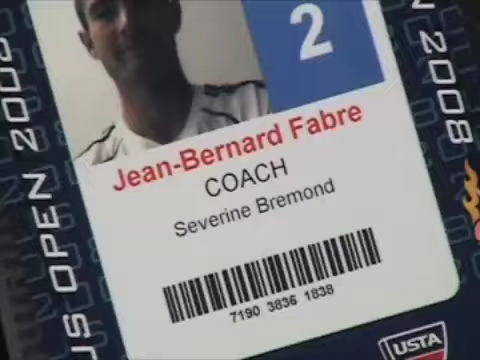 2
Jean-Bernard Fabre
COACH
Severine Bremond
7190 3836 1838
US OPEN 2008
N 2008
USTA